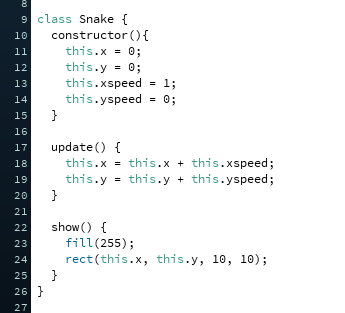 8
9 class Snake {
10 constructor(){
11 this.x = 0;
12 this.y = 0;
13 this.xspeed = 1;
14 this.yspeed = 0;
15 }
16
17 update() {
18 this.x = this.x + this.xspeed;
19 this.y = this.y + this.yspeed;
20 }
21
22 show() {
23 fill(255);
24 rect(this.x, this.y, 10, 10);
25 }
26 }
27